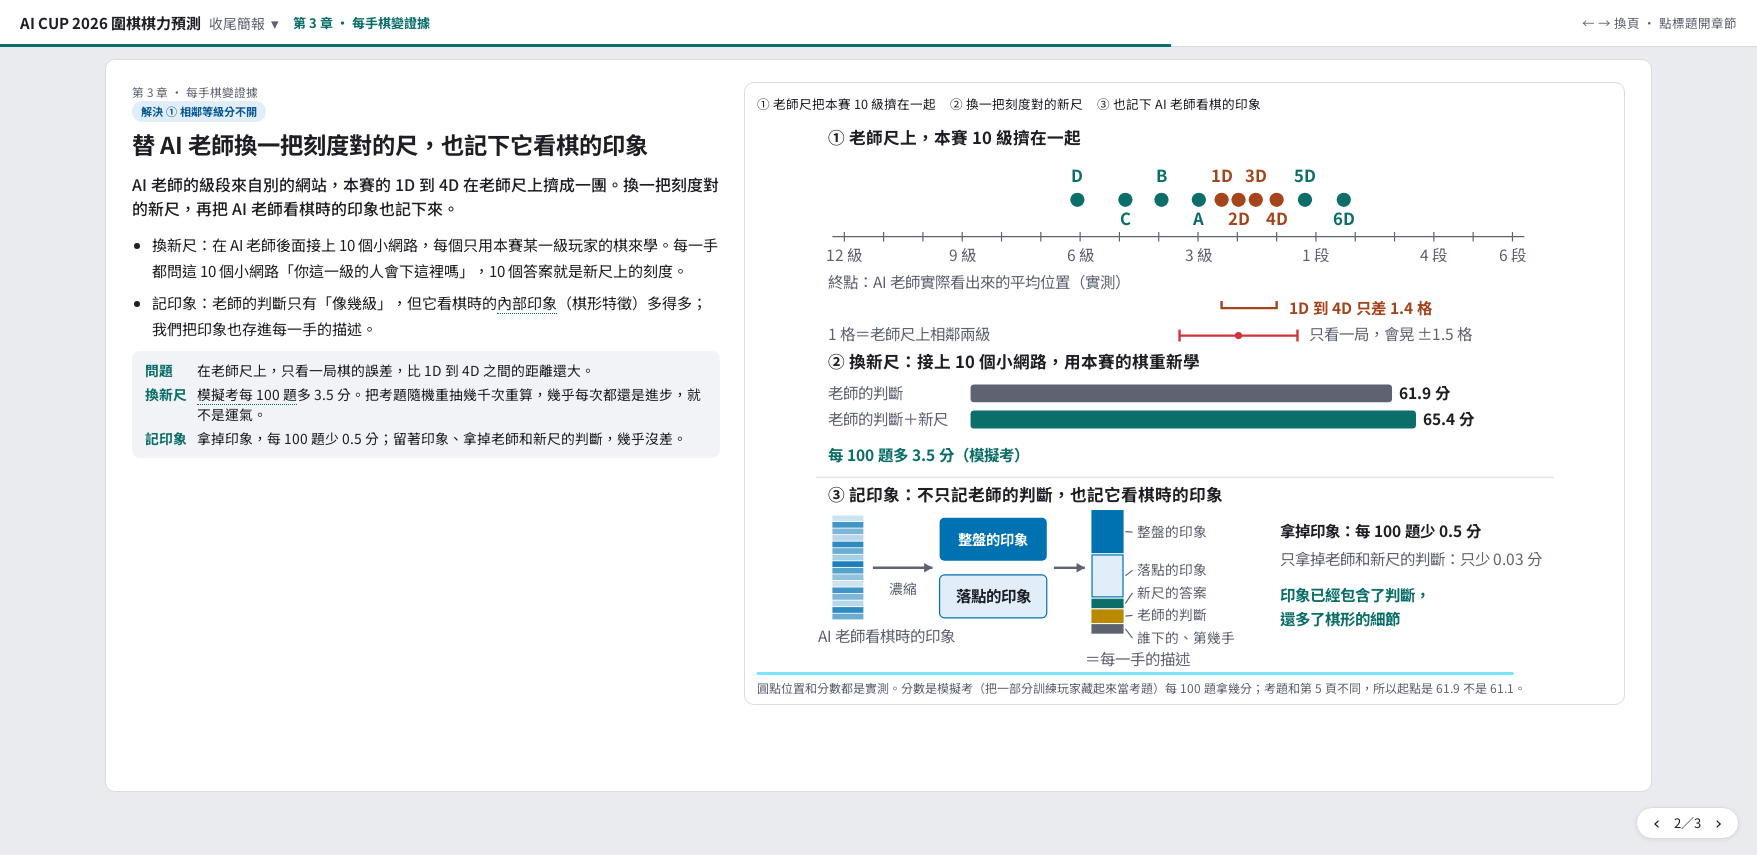 AI CUP 2026 圍棋棋力預測 收尾簡報 ▼ 第 3 章 · 每手棋變證據
←→ 換頁 · 點標題開章節
第 3 章 · 每手棋變證據
解決 ① 相鄰等級分不開
替 AI 老師換一把刻度對的尺，也記下它看棋的印象
AI 老師的級段來自別的網站，本賽的 1D 到 4D 在老師尺上擠成一團。換一把刻度對
的新尺，再把 AI 老師看棋時的印象也記下來。
• 換新尺：在 AI 老師後面接上 10 個小網路，每個只用本賽某一級玩家的棋來學。每一手
都問這 10 個小網路「你這一級的人會下這裡嗎」，10 個答案就是新尺上的刻度。
• 記印象：老師的判斷只有「像幾級」，但它看棋時的內部印象（棋形特徵）多得多；
我們把印象也存進每一手的描述。
問題 在老師尺上，只看一局棋的誤差，比 1D 到 4D 之間的距離還大。
換新尺 模擬考每 100 題多 3.5 分。把考題隨機重抽幾千次重算，幾乎每次都還是進步，就
不是運氣。
記印象 拿掉印象，每 100 題少 0.5 分；留著印象、拿掉老師和新尺的判斷，幾乎沒差。
① 老師尺把本賽 10 級擠在一起 ② 換一把刻度對的新尺 ③ 也記下 AI 老師看棋的印象
① 老師尺上，本賽 10 級擠在一起
D B 1D 3D 5D
C A 2D 4D 6D
12 級 9 級 6 級 3 級 1 段 4 段 6 段
終點：AI 老師實際看出來的平均位置（實測）
1D 到 4D 只差 1.4 格
1 格＝老師尺上相鄰兩級 只看一局，會晃 ±1.5 格
② 換新尺：接上 10 個小網路，用本賽的棋重新學
老師的判斷 61.9 分
老師的判斷＋新尺 65.4 分
每 100 題多 3.5 分（模擬考）
③ 記印象：不只記老師的判斷，也記它看棋時的印象
整盤的印象
落點的印象
濃縮
AI 老師看棋時的印象
整盤的印象
落點的印象
新尺的答案
老師的判斷
誰下的、第幾手
＝每一手的描述
拿掉印象：每 100 題少 0.5 分
只拿掉老師和新尺的判斷：只少 0.03 分
印象已經包含了判斷，
還多了棋形的細節
圓點位置和分數都是實測。分數是模擬考（把一部分訓練玩家藏起來當考題）每 100 題拿幾分；考題和第 5 頁不同，所以起點是 61.9 不是 61.1。
‹ 2／3 ›